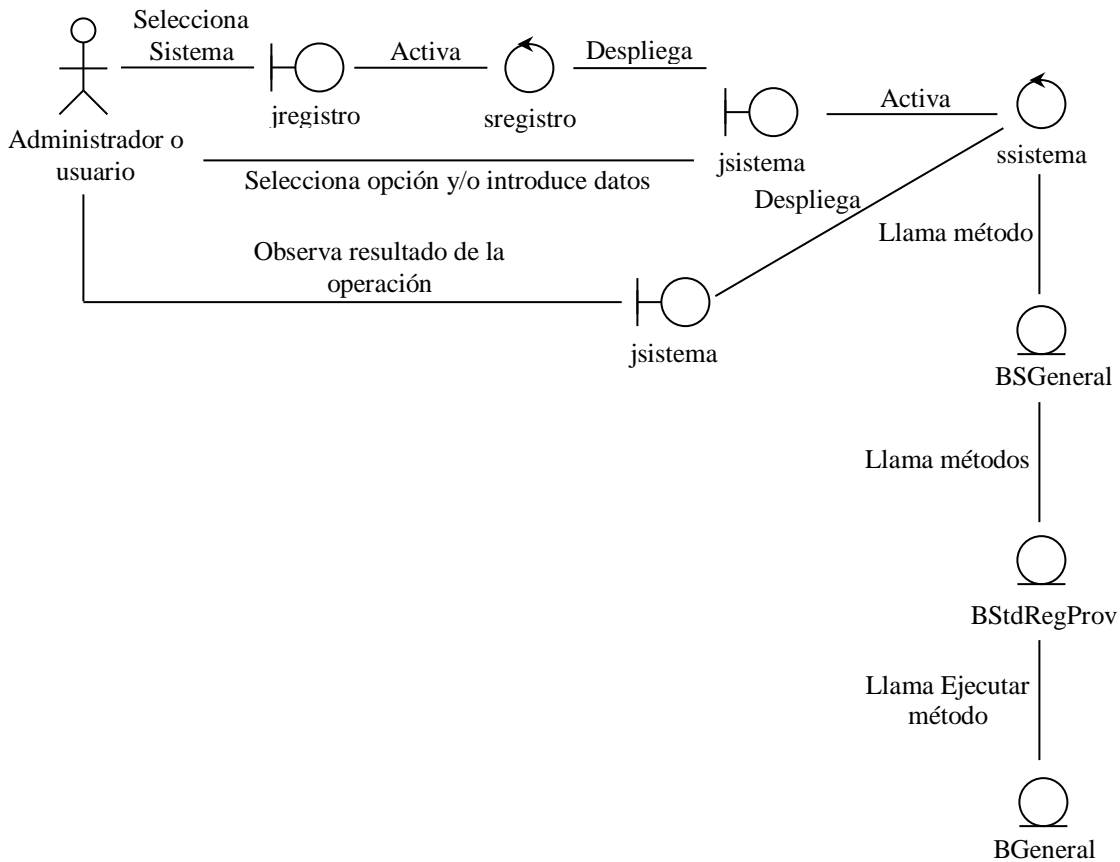 Selecciona
Sistema
Activa
Despliega
jregistro
sregistro
Activa
Administrador o
usuario
jsistema
ssistema
Selecciona opción y/o introduce datos
Despliega
Llama método
Observa resultado de la
operación
jsistema
BSGeneral
Llama métodos
BStdRegProv
Llama Ejecutar
método
BGeneral